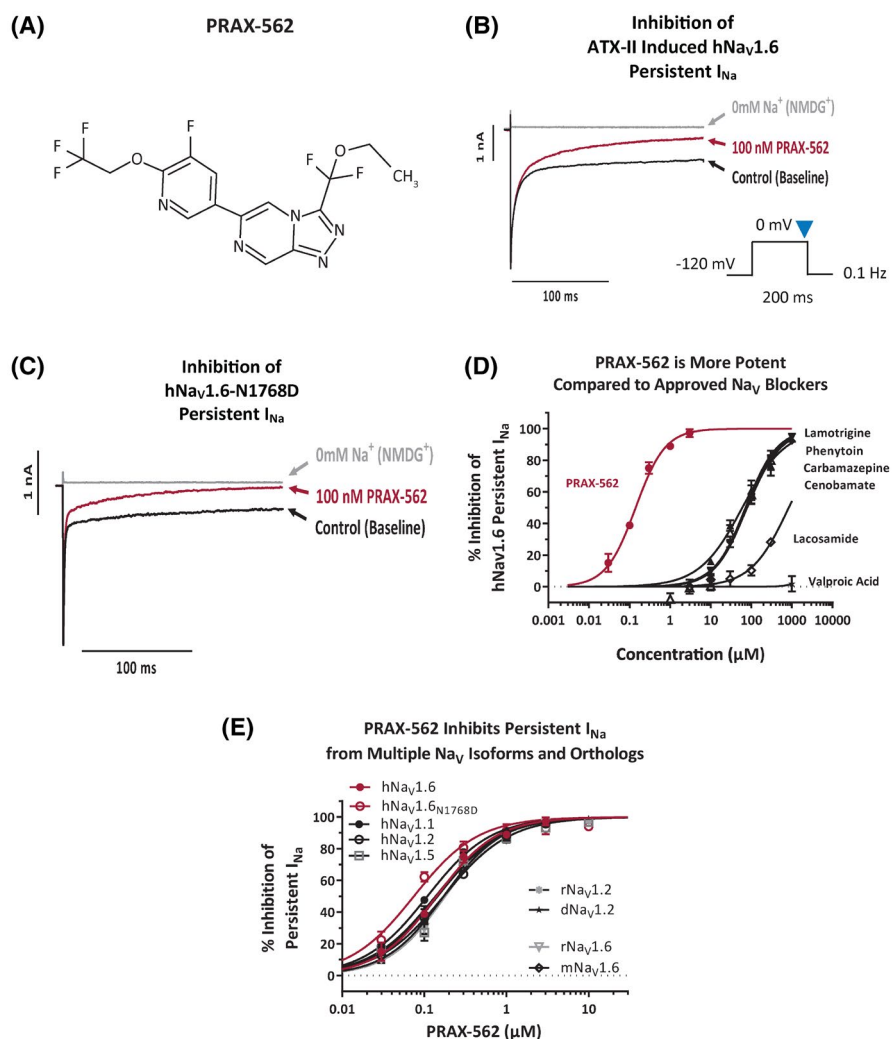 (A)
PRAX-562
F
F
F
F
O
N
N
N
N
N
F
F
O
CH₃
(B)
Inhibition of
ATX-II Induced hNaV1.6
Persistent INa
1 nA
0mM Na⁺ (NMDG⁺)
100 nM PRAX-562
Control (Baseline)
100 ms
0 mV
-120 mV
0.1 Hz
200 ms
(C)
Inhibition of
hNaV1.6-N1768D
Persistent INa
1 nA
0mM Na⁺ (NMDG⁺)
100 nM PRAX-562
Control (Baseline)
100 ms
(D)
PRAX-562 is More Potent
Compared to Approved NaV Blockers
% Inhibition of
hNav1.6 Persistent INa
100
80
60
40
20
0
PRAX-562
Lamotrigine
Phenytoin
Carbamazepine
Cenobamate
Lacosamide
Valproic Acid
0.001 0.01 0.1 1 10 100 1000 10000
Concentration (µM)
(E)
PRAX-562 Inhibits Persistent INa
from Multiple NaV Isoforms and Orthologs
% Inhibition of
Persistent INa
100
80
60
40
20
0
hNaV1.6
hNaV1.6N1768D
hNaV1.1
hNaV1.2
hNaV1.5
rNaV1.2
dNaV1.2
rNaV1.6
mNaV1.6
0.01 0.1 1 10
PRAX-562 (µM)